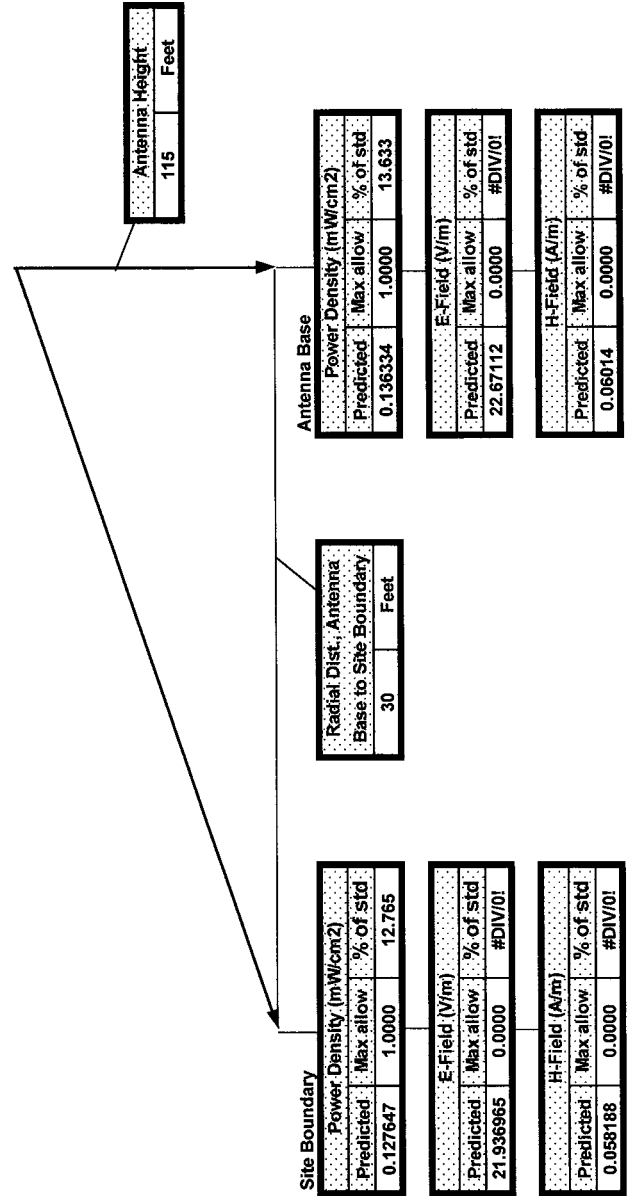 Antenna Height
115 Feet
Antenna Base
Power Density (mW/cm2)
Predicted Max allow % of std
0.136334 1.0000 13.633
E-Field (V/m)
Predicted Max allow % of std
22.67112 0.0000 #DIV/0!
H-Field (A/m)
Predicted Max allow % of std
0.06014 0.0000 #DIV/0!
Radial Dist., Antenna
Base to Site Boundary
30 Feet
Site Boundary
Power Density (mW/cm2)
Predicted Max allow % of std
0.127647 1.0000 12.765
E-Field (V/m)
Predicted Max allow % of std
21.936965 0.0000 #DIV/0!
H-Field (A/m)
Predicted Max allow % of std
0.058188 0.0000 #DIV/0!